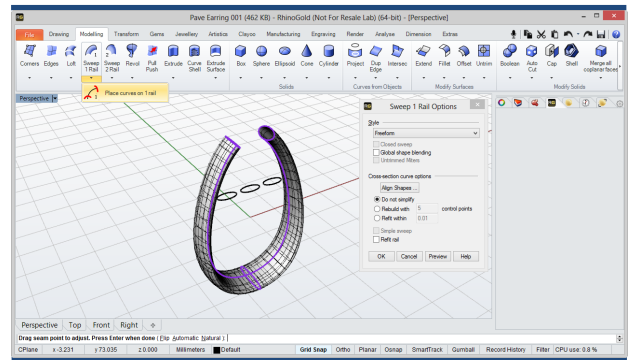 Pave Earring 001 (462 KB) - RhinoGold (Not For Resale Lab) (64-bit) - [Perspective]
File Drawing Modelling Transform Gems Jewellery Artistics Clayoo Manufacturing Engraving Render Analyse Dimension Extras
Corners Edges Loft Sweep 1 Rail Sweep 2 Rail Revol Pull Push Extrude Curve Shell Extrude Surface Box Sphere Ellipsoid Cone Cylinder Project Dup Edge Intersec Extend Fillet Offset Untrim Boolean Auto Cut Cap Shell Merge all coplanar faces
Solids Curves from Objects Modify Surfaces Modify Solids
Place curves on 1 rail
Perspective
Sweep 1 Rail Options
Style
Freeform
Closed sweep
Global shape blending
Untrimmed Miters
Cross-section curve options
Align Shapes ...
Do not simplify
Rebuild with 5 control points
Refit within 0.01
Simple sweep
Refit rail
OK Cancel Preview Help
Perspective Top Front Right
Drag seam point to adjust. Press Enter when done ( Flip Automatic Natural ):
CPlane x -3.231 y 73.035 z 0.000 Millimeters Default Grid Snap Ortho Planar Osnap SmartTrack Gumball Record History Filter CPU use: 0.8 %